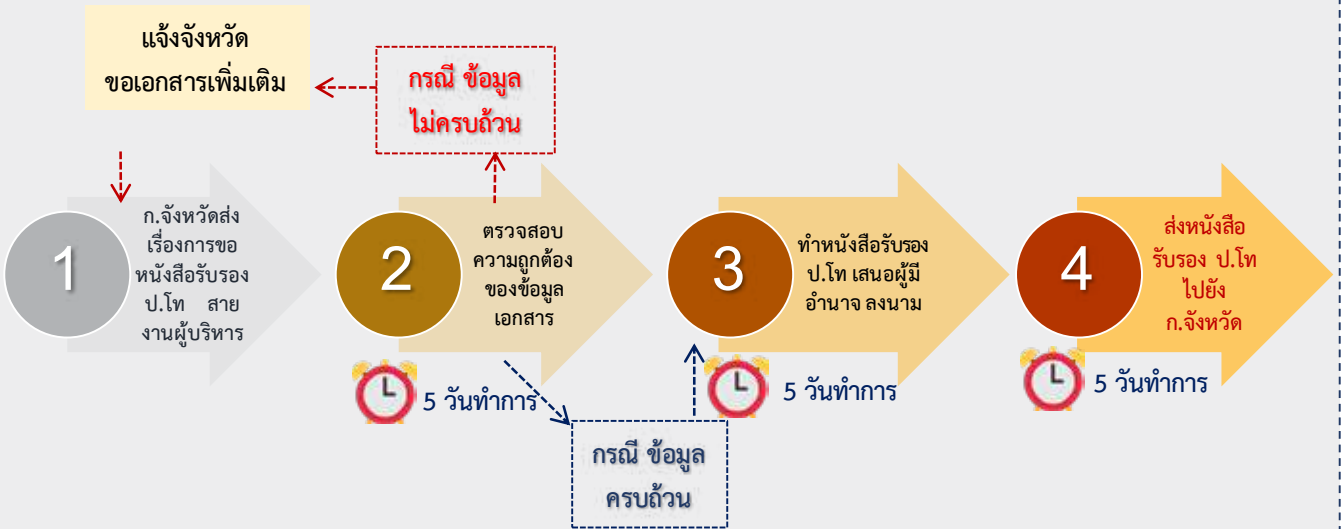 แจ้งจังหวัด
ขอเอกสารเพิ่มเติม
กรณี ข้อมูล
ไม่ครบถ้วน
1
ก.จังหวัดส่ง
เรื่องการขอ
หนังสือรับรอง
ป.โท สาย
งานผู้บริหาร
2
ตรวจสอบ
ความถูกต้อง
ของข้อมูล
เอกสาร
5 วันทำการ
กรณี ข้อมูล
ครบถ้วน
3
ทำหนังสือรับรอง
ป.โท เสนอผู้มี
อำนาจ ลงนาม
5 วันทำการ
4
ส่งหนังสือ
รับรอง ป.โท
ไปยัง
ก.จังหวัด
5 วันทำการ